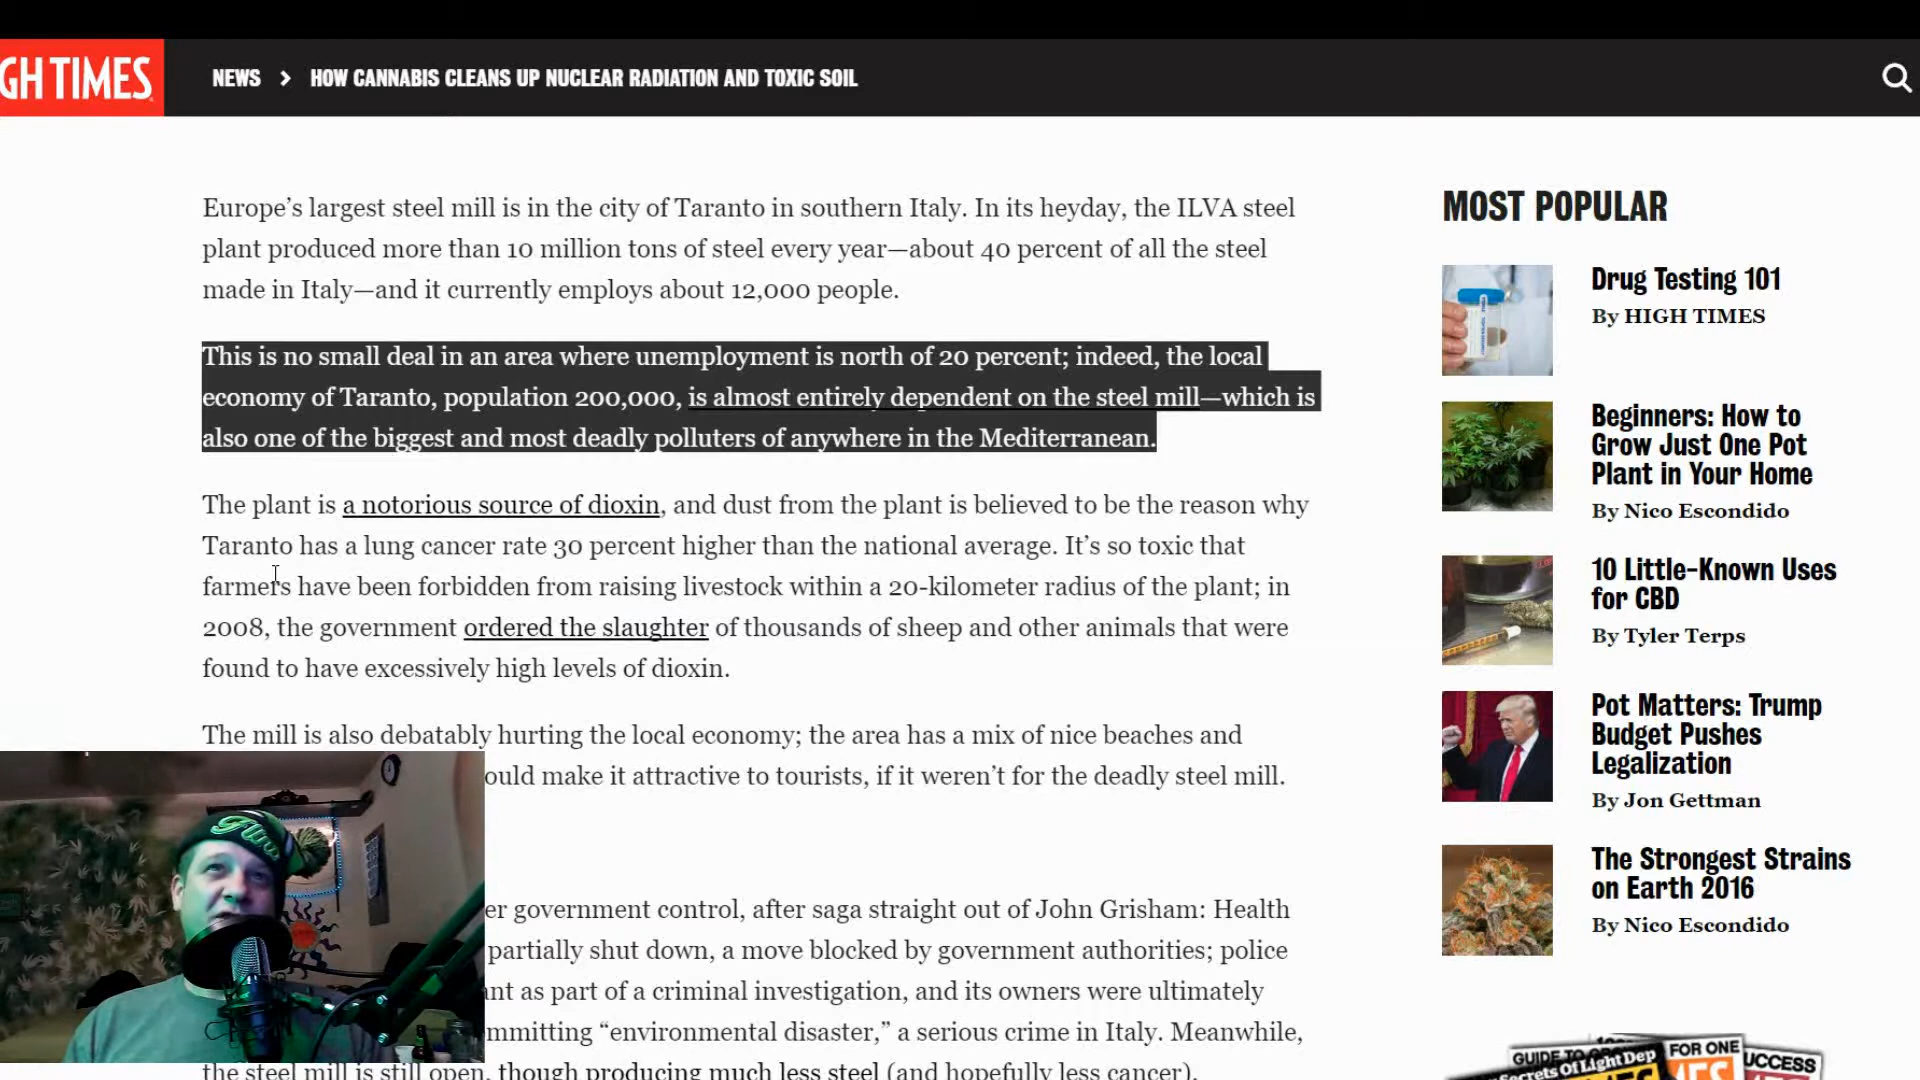 GH TIMES
NEWS > HOW CANNABIS CLEANS UP NUCLEAR RADIATION AND TOXIC SOIL
Europe’s largest steel mill is in the city of Taranto in southern Italy. In its heyday, the ILVA steel
plant produced more than 10 million tons of steel every year—about 40 percent of all the steel
made in Italy—and it currently employs about 12,000 people.
This is no small deal in an area where unemployment is north of 20 percent; indeed, the local
economy of Taranto, population 200,000, is almost entirely dependent on the steel mill—which is
also one of the biggest and most deadly polluters of anywhere in the Mediterranean.
The plant is a notorious source of dioxin, and dust from the plant is believed to be the reason why
Taranto has a lung cancer rate 30 percent higher than the national average. It’s so toxic that
farmers have been forbidden from raising livestock within a 20-kilometer radius of the plant; in
2008, the government ordered the slaughter of thousands of sheep and other animals that were
found to have excessively high levels of dioxin.
The mill is also debatably hurting the local economy; the area has a mix of nice beaches and
ould make it attractive to tourists, if it weren’t for the deadly steel mill.
er government control, after saga straight out of John Grisham: Health
partially shut down, a move blocked by government authorities; police
nt as part of a criminal investigation, and its owners were ultimately
mmitting “environmental disaster,” a serious crime in Italy. Meanwhile,
the steel mill is still open, though producing much less steel (and hopefully less cancer).
MOST POPULAR
Drug Testing 101
By HIGH TIMES
Beginners: How to
Grow Just One Pot
Plant in Your Home
By Nico Escondido
10 Little-Known Uses
for CBD
By Tyler Terps
Pot Matters: Trump
Budget Pushes
Legalization
By Jon Gettman
The Strongest Strains
on Earth 2016
By Nico Escondido
GUIDE TO
Secrets Of Light Dep
FOR ONE
UCCESS